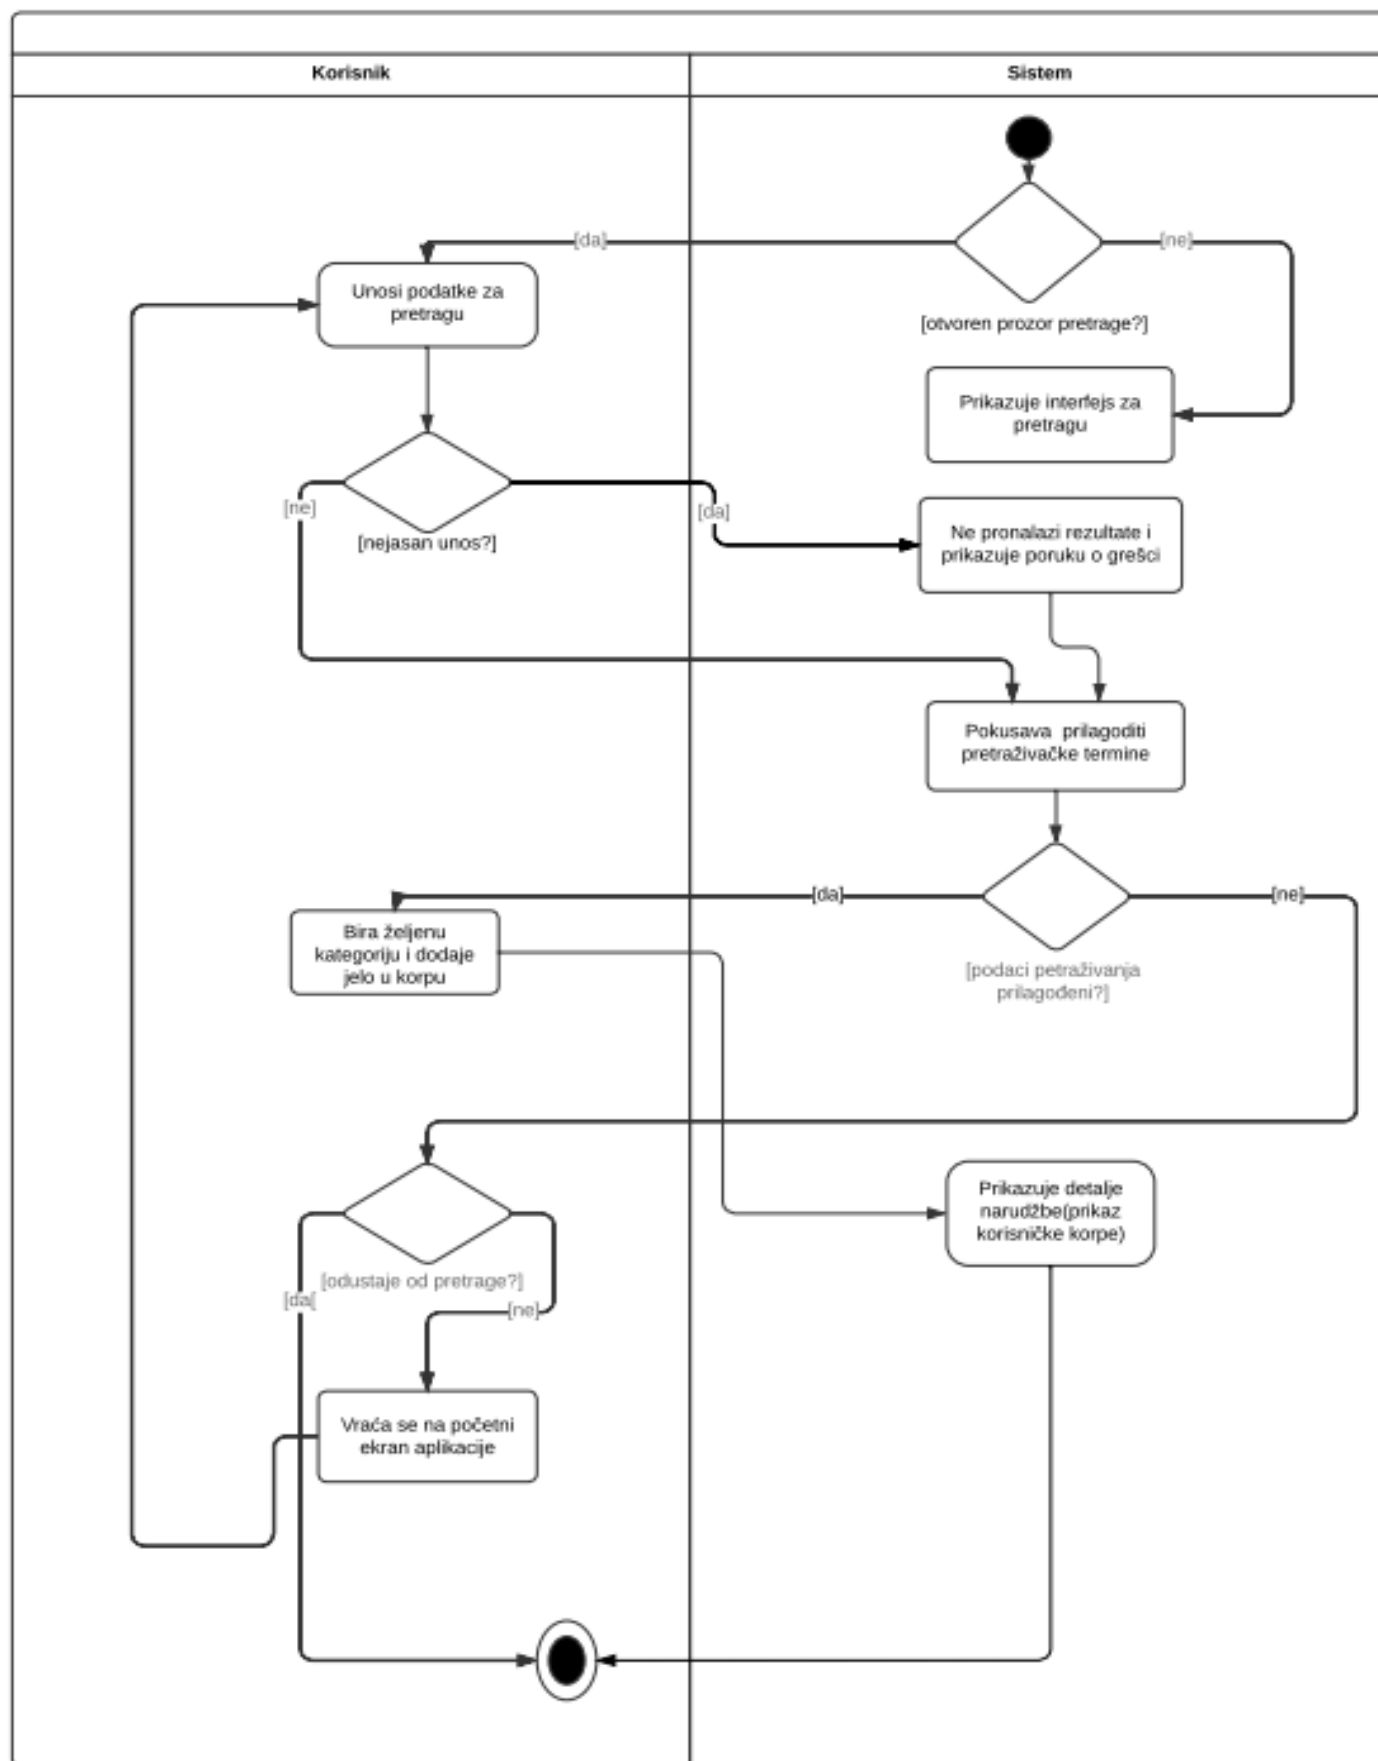 Korisnik
Sistem
[da]
[ne]
Unosi podatke za
pretragu
[otvoren prozor pretrage?]
Prikazuje interfejs za
pretragu
[ne]
[da]
[nejasan unos?]
Ne pronalazi rezultate i
prikazuje poruku o grešci
Pokusava prilagoditi
pretraživačke termine
[da]
[ne]
Bira željenu
kategoriju i dodaje
jelo u korpu
[podaci petraživanja
prilagođeni?]
Prikazuje detalje
narudžbe(prikaz
korisničke korpe)
[odustaje od pretrage?]
[da[
[ne]
Vraća se na početni
ekran aplikacije